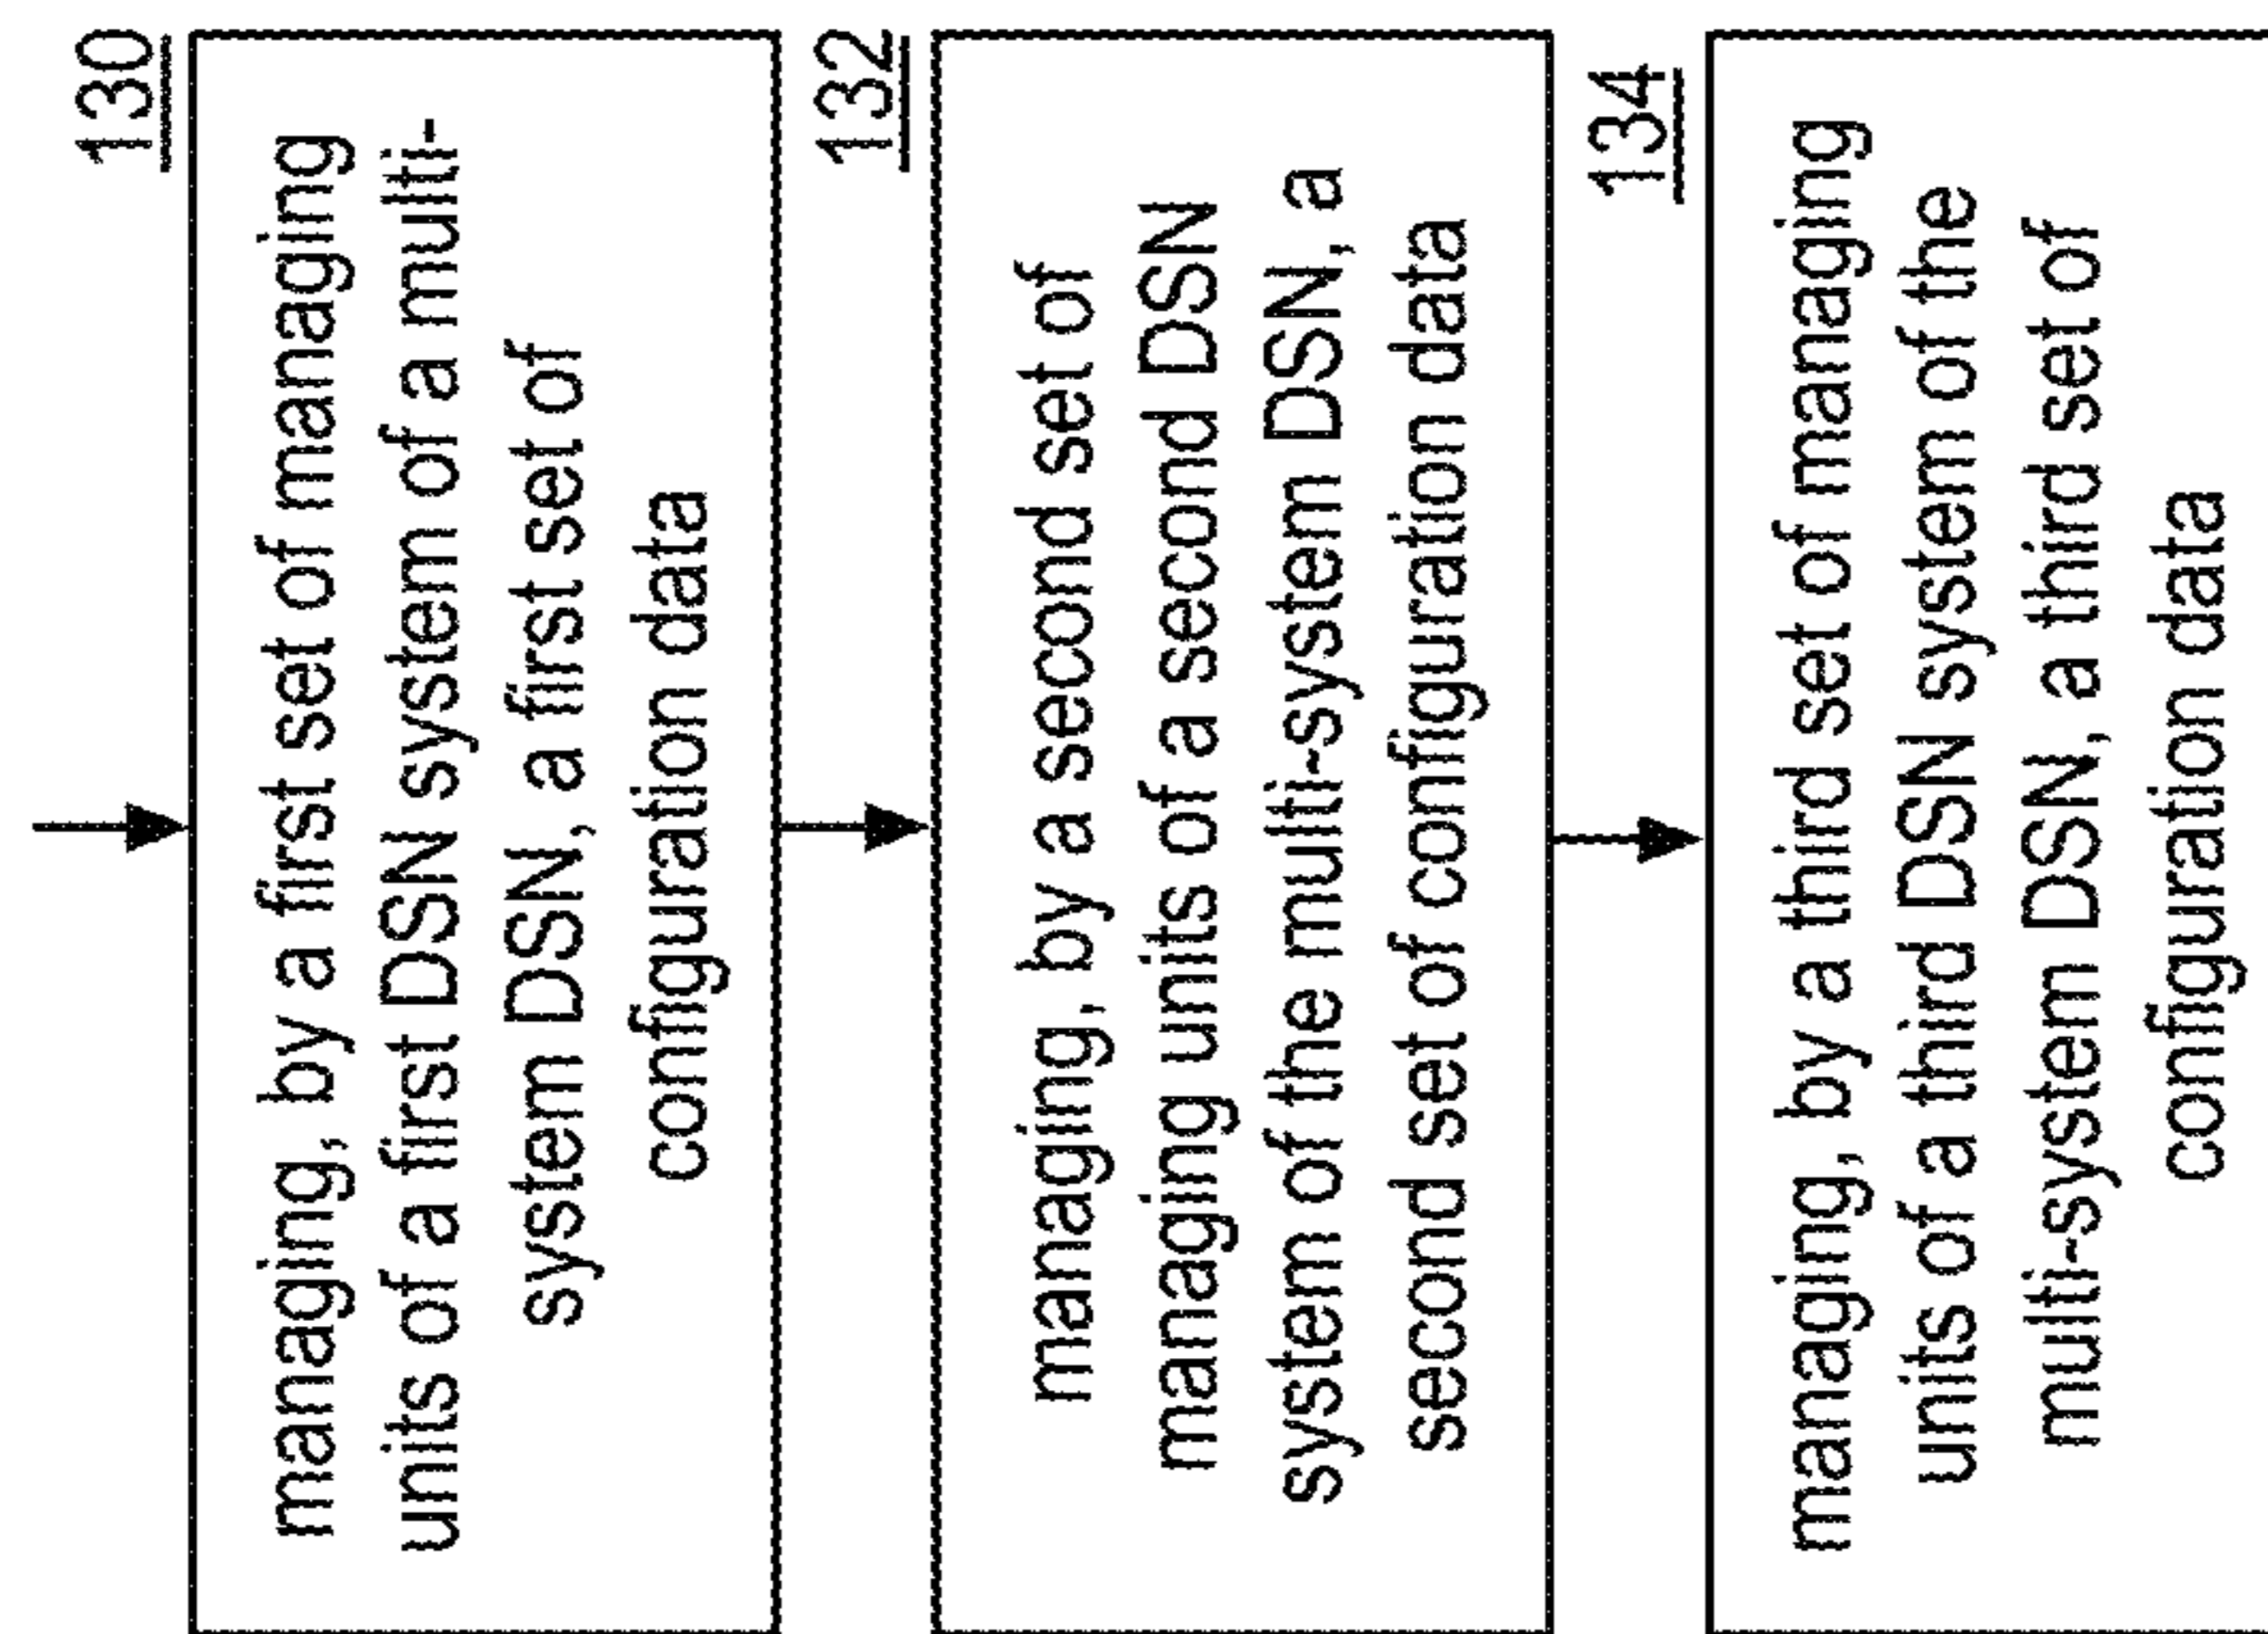 130
managing, by a first set of managing
units of a first DSN system of a multi-
system DSN, a first set of
configuration data
132
managing, by a second set of
managing units of a second DSN
system of the multi-system DSN, a
second set of configuration data
134
managing, by a third set of managing
units of a third DSN system of the
multi-system DSN, a third set of
configuration data